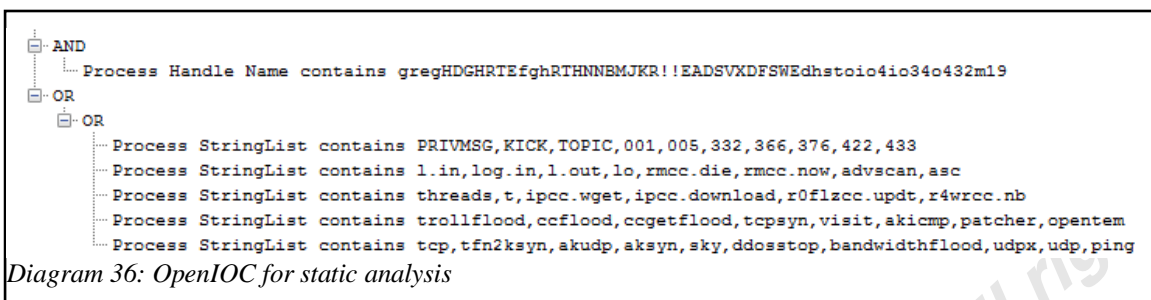 AND
Process Handle Name contains gregHDGHRTEfghRTHNNBMJKR!!EADSVXDFSWEdhstoio4io34o432m19
OR
OR
Process StringList contains PRIVMSG,KICK,TOPIC,001,005,332,366,376,422,433
Process StringList contains l.in,log.in,l.out,lo,rmcc.die,rmcc.now,advscan,asc
Process StringList contains threads,t,ipcc.wget,ipcc.download,r0flzcc.updt,r4wrcc.nb
Process StringList contains trollflood,ccflood,ccgetflood,tcpsyn,visit,akicmp,patcher,opentem
Process StringList contains tcp,tfn2ksyn,akudp,aksyn,sky,ddosstop,bandwidthflood,udpx,udp,ping
Diagram 36: OpenIOC for static analysis